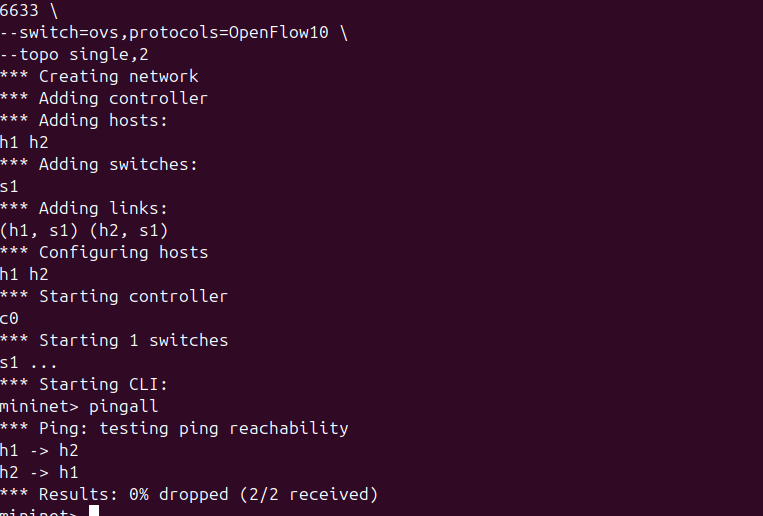 6633 \
--switch=ovs,protocols=OpenFlow10 \
--topo single,2
*** Creating network
*** Adding controller
*** Adding hosts:
h1 h2
*** Adding switches:
s1
*** Adding links:
(h1, s1) (h2, s1)
*** Configuring hosts
h1 h2
*** Starting controller
c0
*** Starting 1 switches
s1 ...
*** Starting CLI:
mininet> pingall
*** Ping: testing ping reachability
h1 -> h2
h2 -> h1
*** Results: 0% dropped (2/2 received)
mininet>